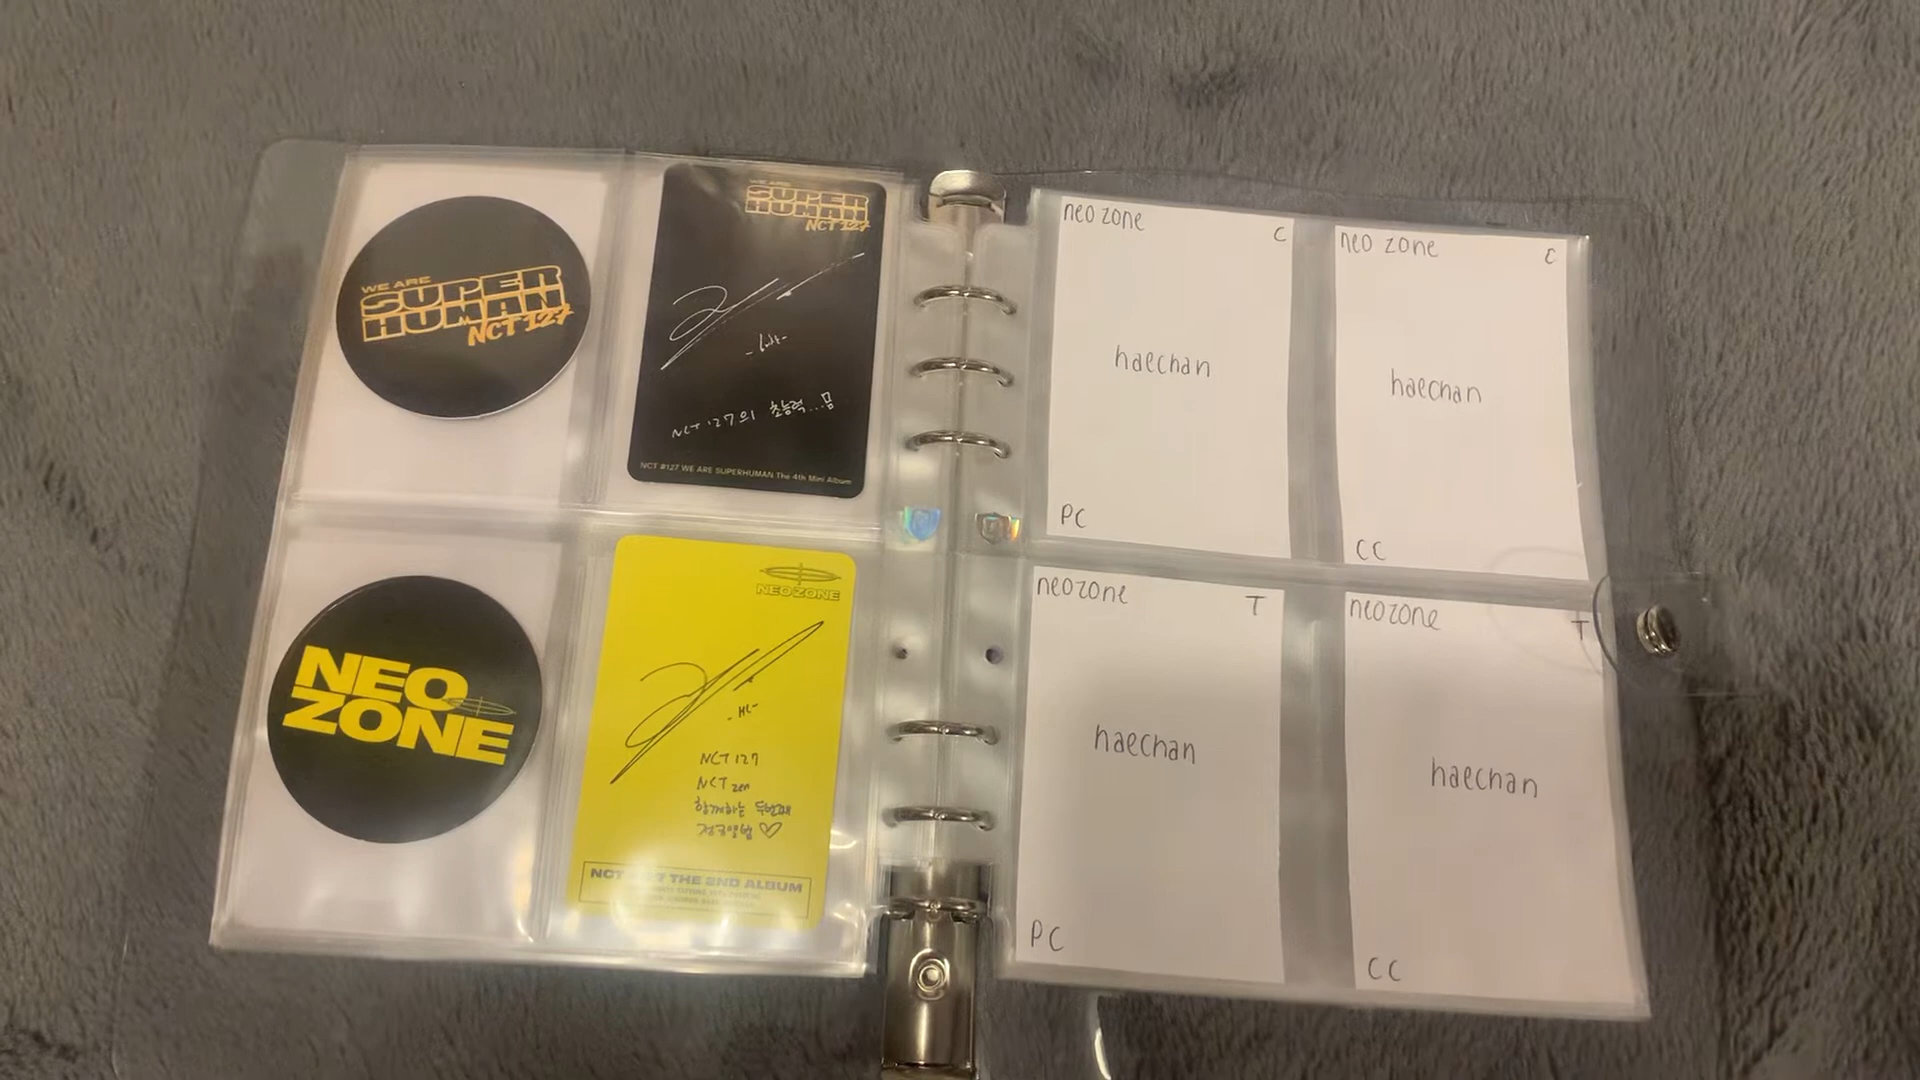 WE ARE
SUPER
HUMAN
NCT 127
WE ARE
SUPER
HUMAN
NCT 127
NCT 127의 초능력...몸
NCT #127 WE ARE SUPERHUMAN The 4th Mini Album
NEO
ZONE
NEO ZONE
-HC-
NCT 127
NCT zen
함께하는 두번째
정규앨범 ♡
THE 2ND ALBUM
neo zone
C
haechan
PC
neo zone
C
haechan
CC
neozone
T
haechan
PC
neozone
T
haechan
CC